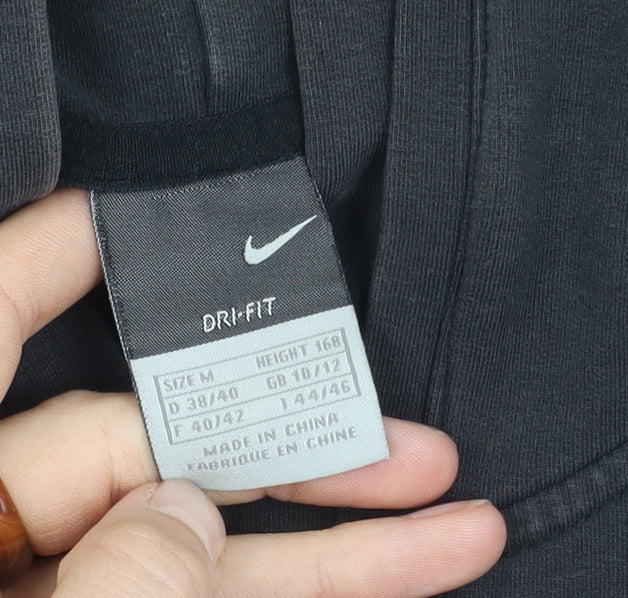 DRI-FIT
SIZE M HEIGHT 168
D 38/40 GB 10/12
F 40/42 I 44/46
MADE IN CHINA
FABRIQUE EN CHINE